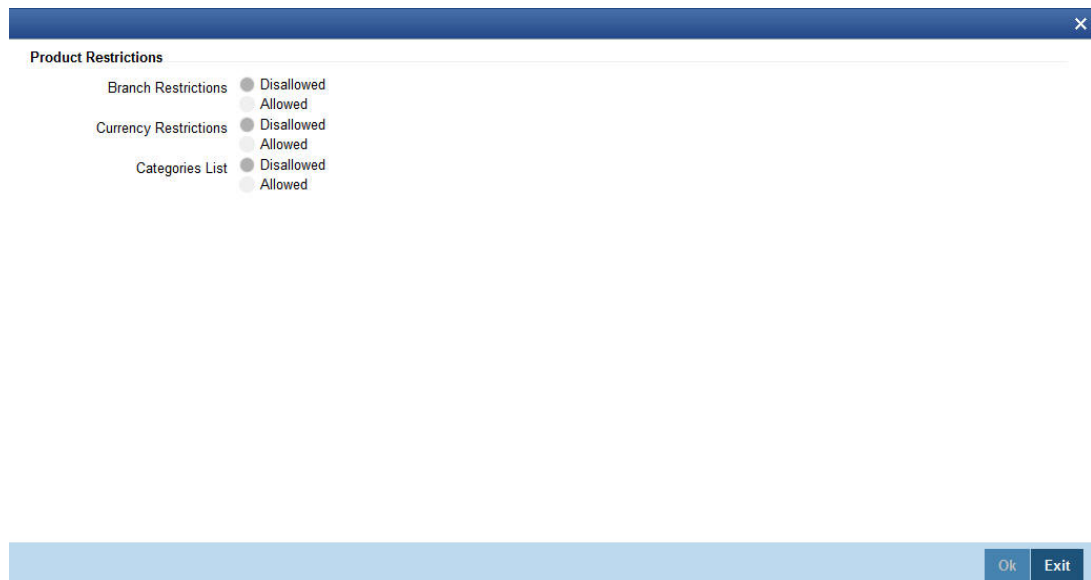 Product Restrictions
Branch Restrictions Disallowed
Allowed
Currency Restrictions Disallowed
Allowed
Categories List Disallowed
Allowed
Ok Exit